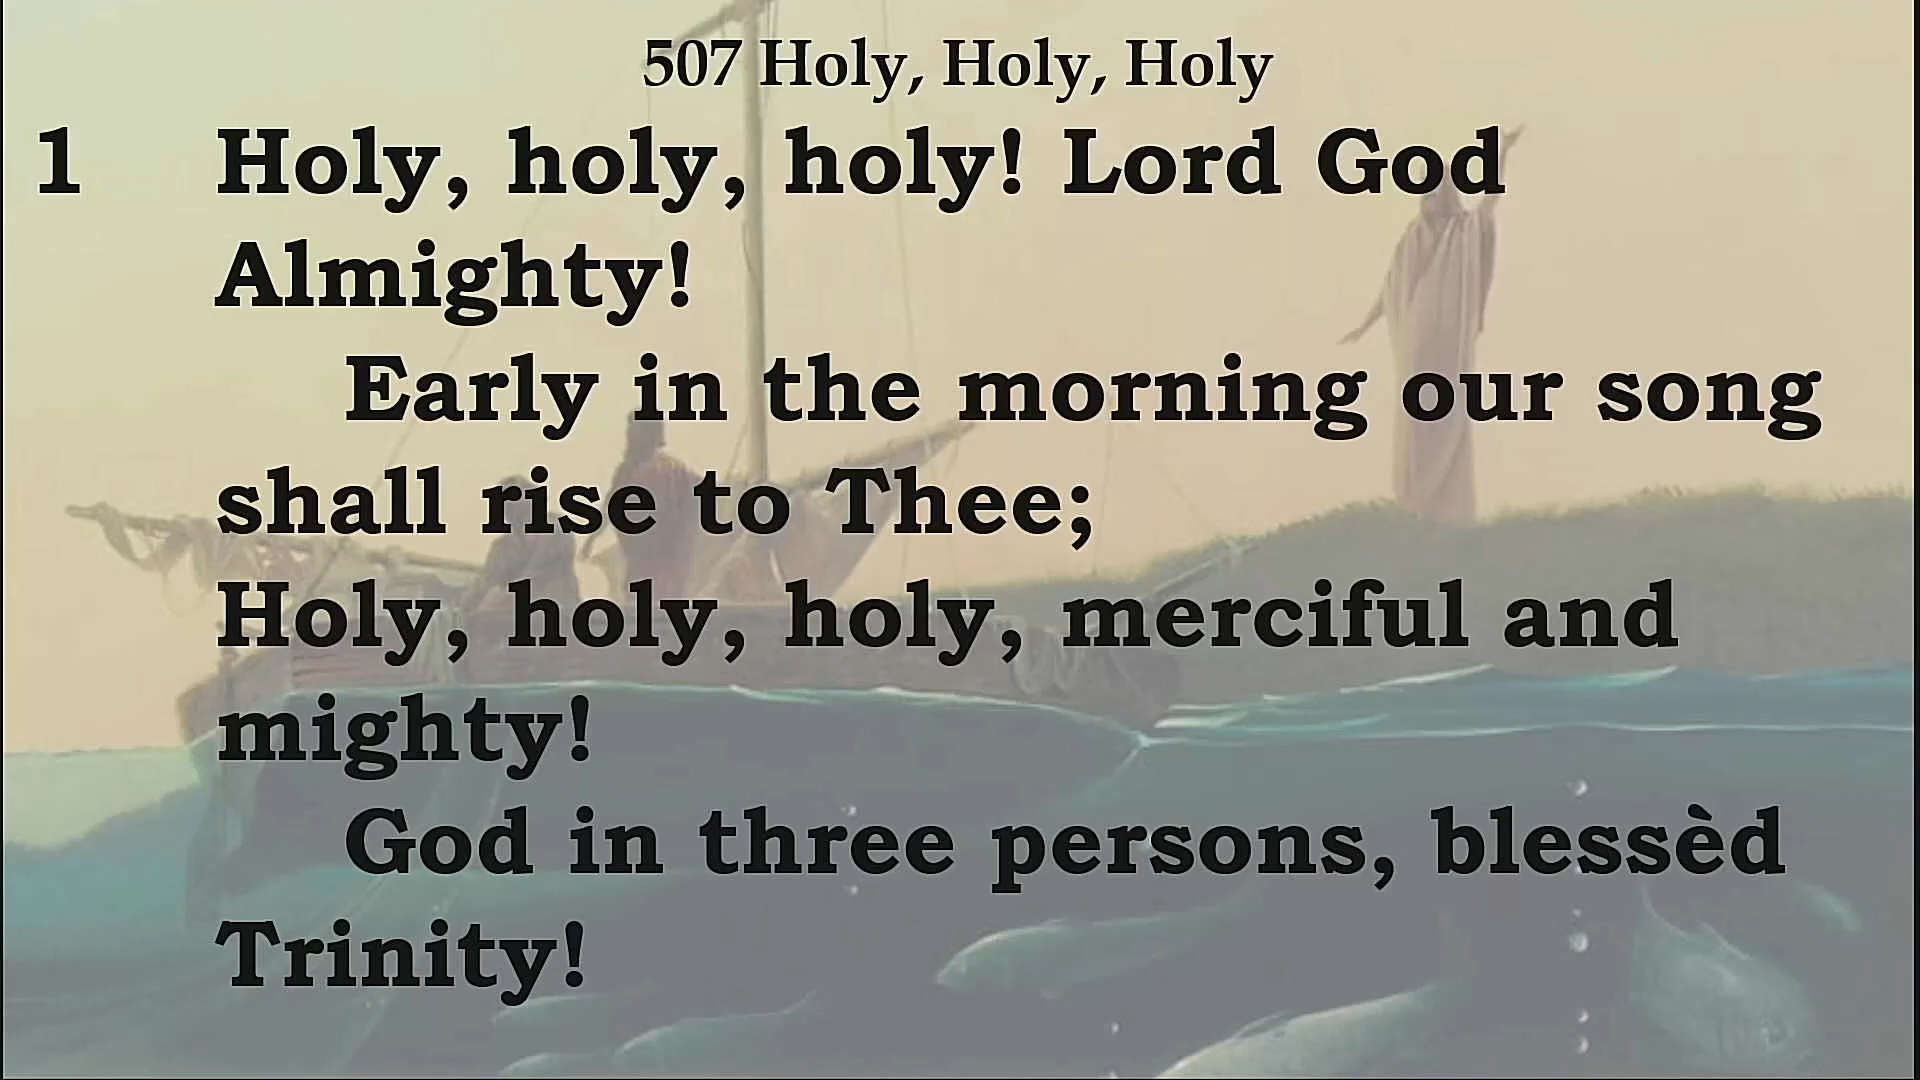 507 Holy, Holy, Holy
1 Holy, holy, holy! Lord God
Almighty!
Early in the morning our song
shall rise to Thee;
Holy, holy, holy, merciful and
mighty!
God in three persons, blessèd
Trinity!